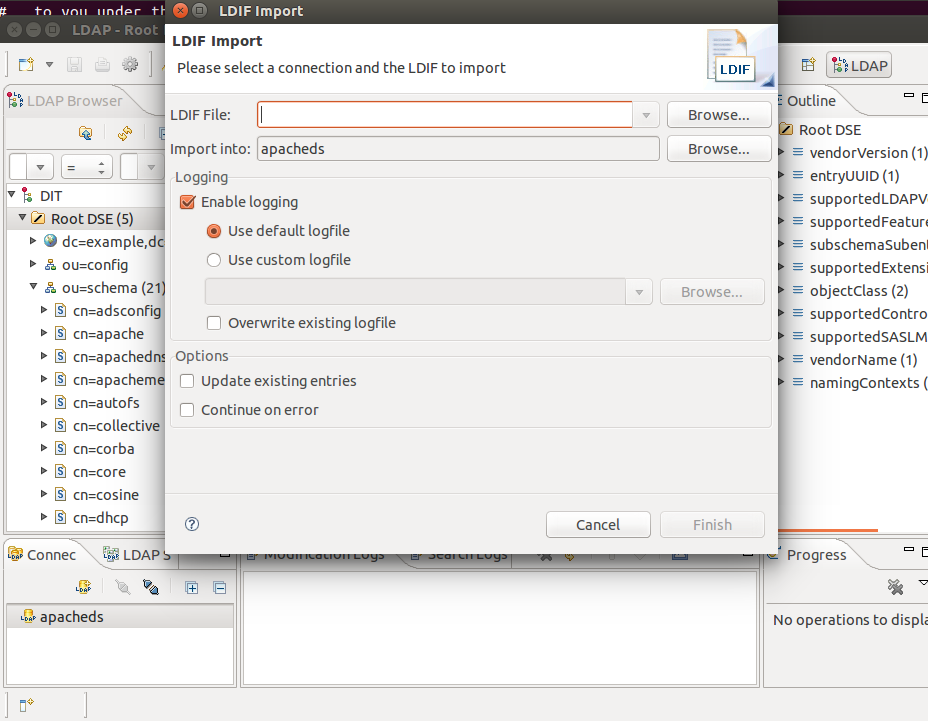 # to you under th
LDIF Import
LDAP - Root
LDIF Import
Please select a connection and the LDIF to import
LDIF
LDAP
LDAP Browser
Outline
LDIF File:
Browse...
Import into:
apacheds
Browse...
=
Logging
Enable logging
Use default logfile
Use custom logfile
Browse...
Overwrite existing logfile
Options
Update existing entries
Continue on error
Cancel
Finish
DIT
Root DSE (5)
dc=example,dc
ou=config
ou=schema (21)
cn=adsconfig
cn=apache
cn=apachedns
cn=apacheme
cn=autofs
cn=collective
cn=corba
cn=core
cn=cosine
cn=dhcp
Root DSE
vendorVersion (1)
entryUUID (1)
supportedLDAPV
supportedFeature
subschemaSubent
supportedExtensi
objectClass (2)
supportedContro
supportedSASLM
vendorName (1)
namingContexts (
Connec
LDAP S
Modification Logs
Search Logs
Progress
apacheds
No operations to displa